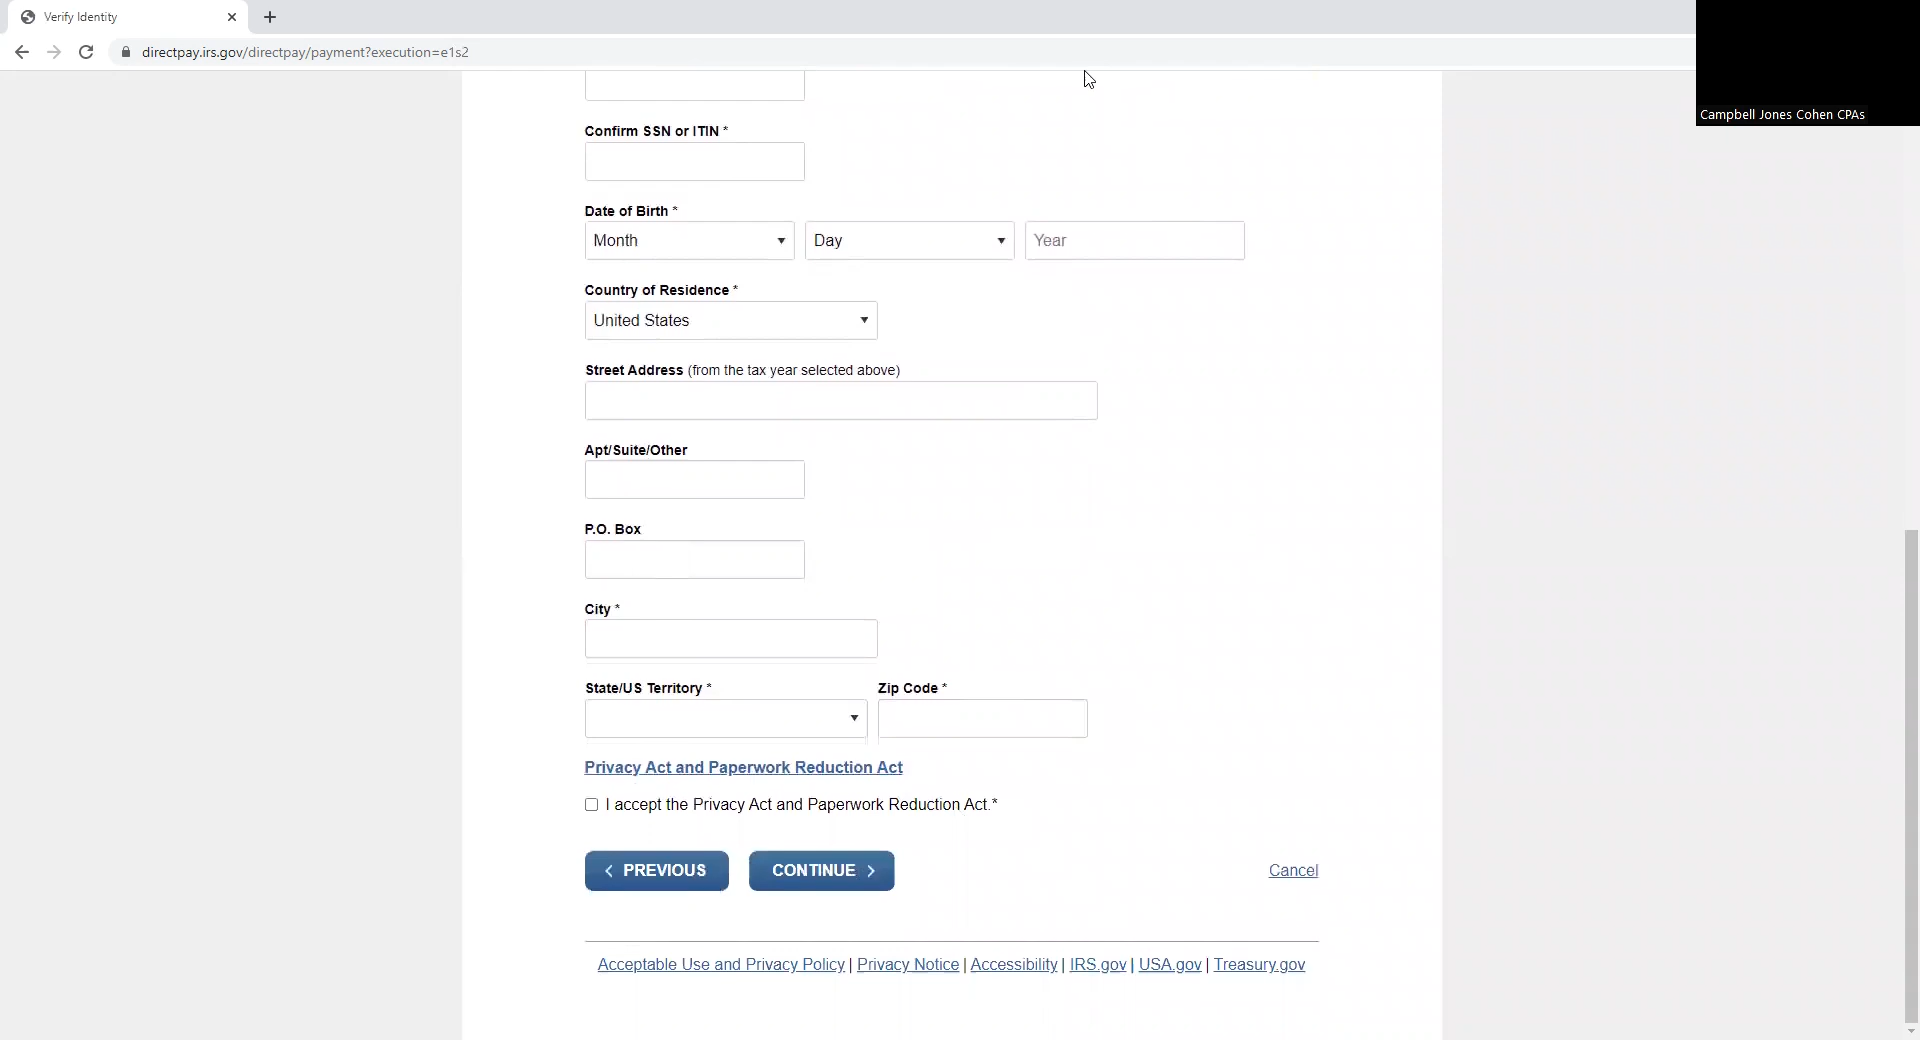 Verify Identity
directpay.irs.gov/directpay/payment?execution=e1s2
Campbell Jones Cohen CPAs
Confirm SSN or ITIN *
Date of Birth *
Month Day Year
Country of Residence *
United States
Street Address (from the tax year selected above)
Apt/Suite/Other
P.O. Box
City *
State/US Territory * Zip Code *
Privacy Act and Paperwork Reduction Act
I accept the Privacy Act and Paperwork Reduction Act.*
< PREVIOUS CONTINUE > Cancel
Acceptable Use and Privacy Policy | Privacy Notice | Accessibility | IRS.gov | USA.gov | Treasury.gov